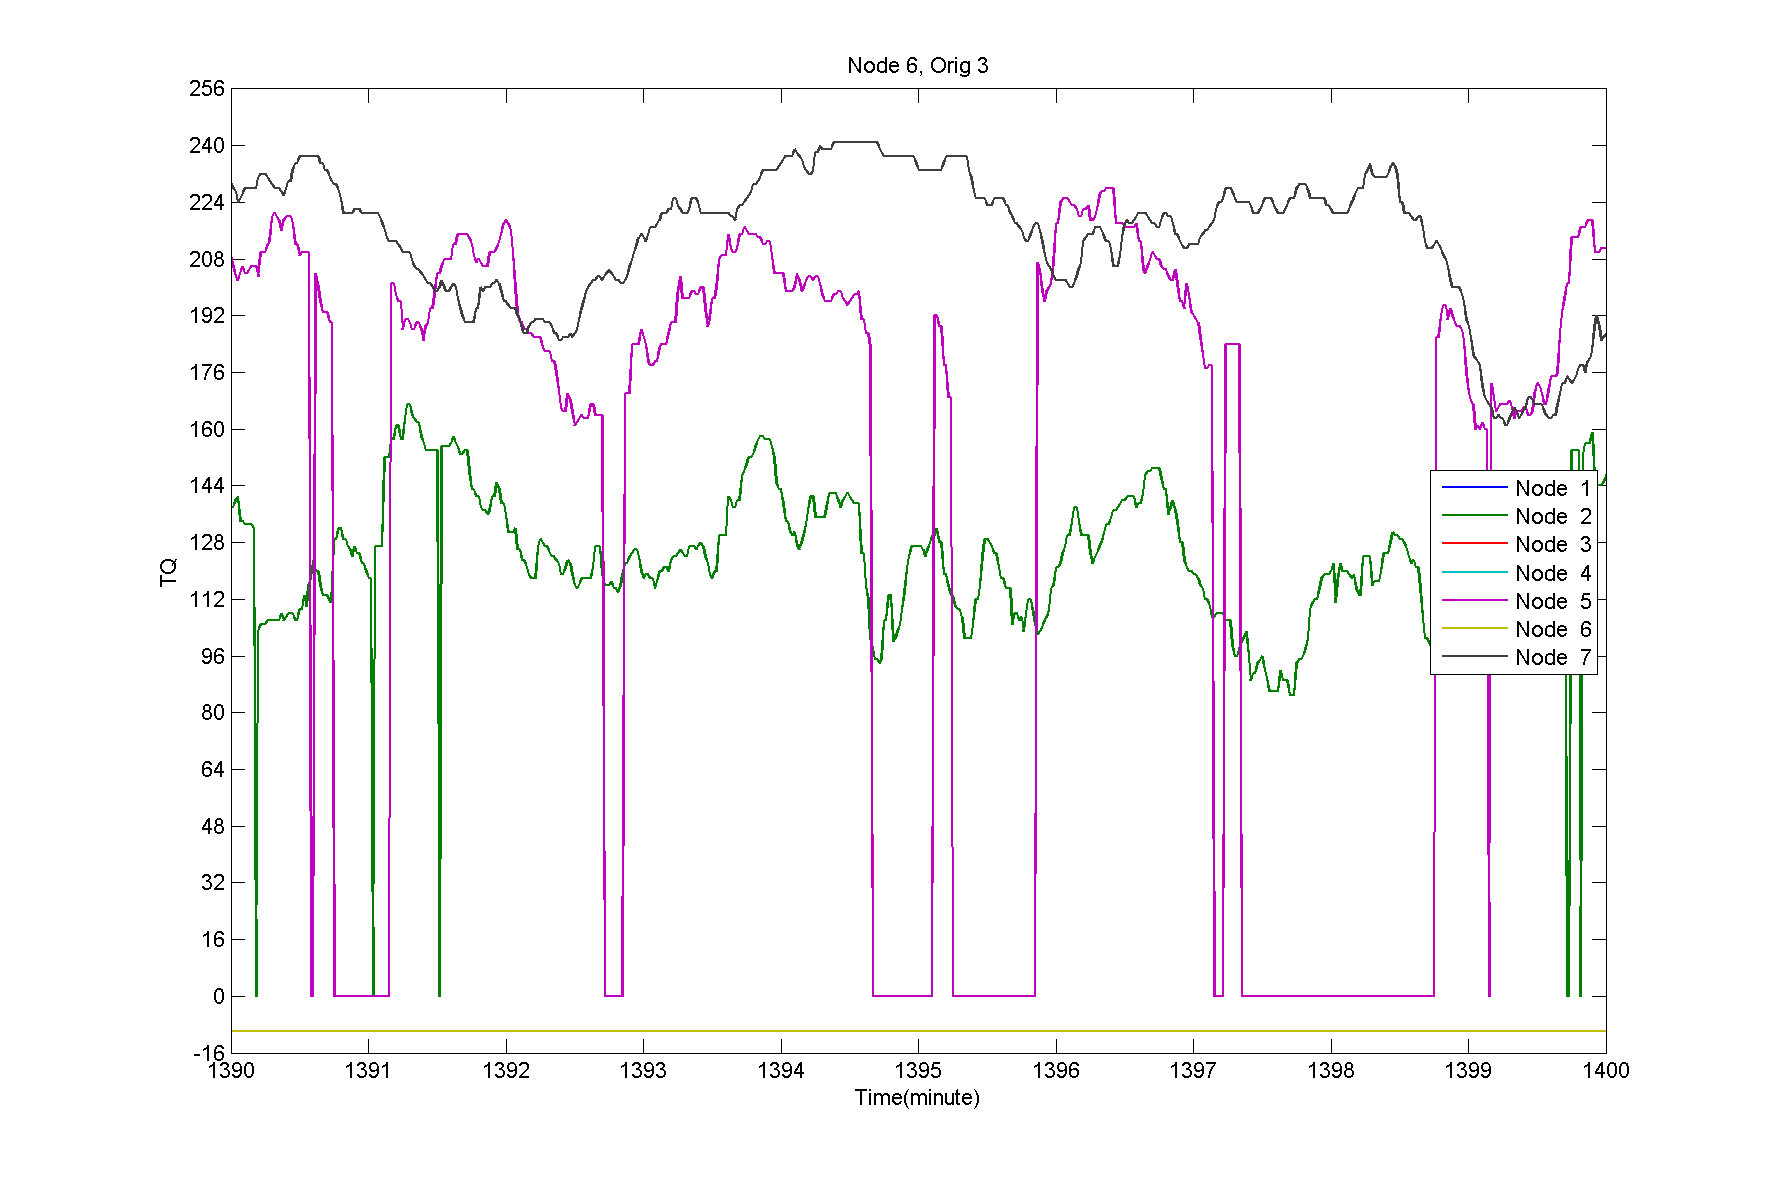 Node 6, Orig 3
256
240
224
208
192
176
160
144
128
112
96
80
64
48
32
16
0
-16
TQ
Node 1
Node 2
Node 3
Node 4
Node 5
Node 6
Node 7
1390 1391 1392 1393 1394 1395 1396 1397 1398 1399 1400
Time(minute)